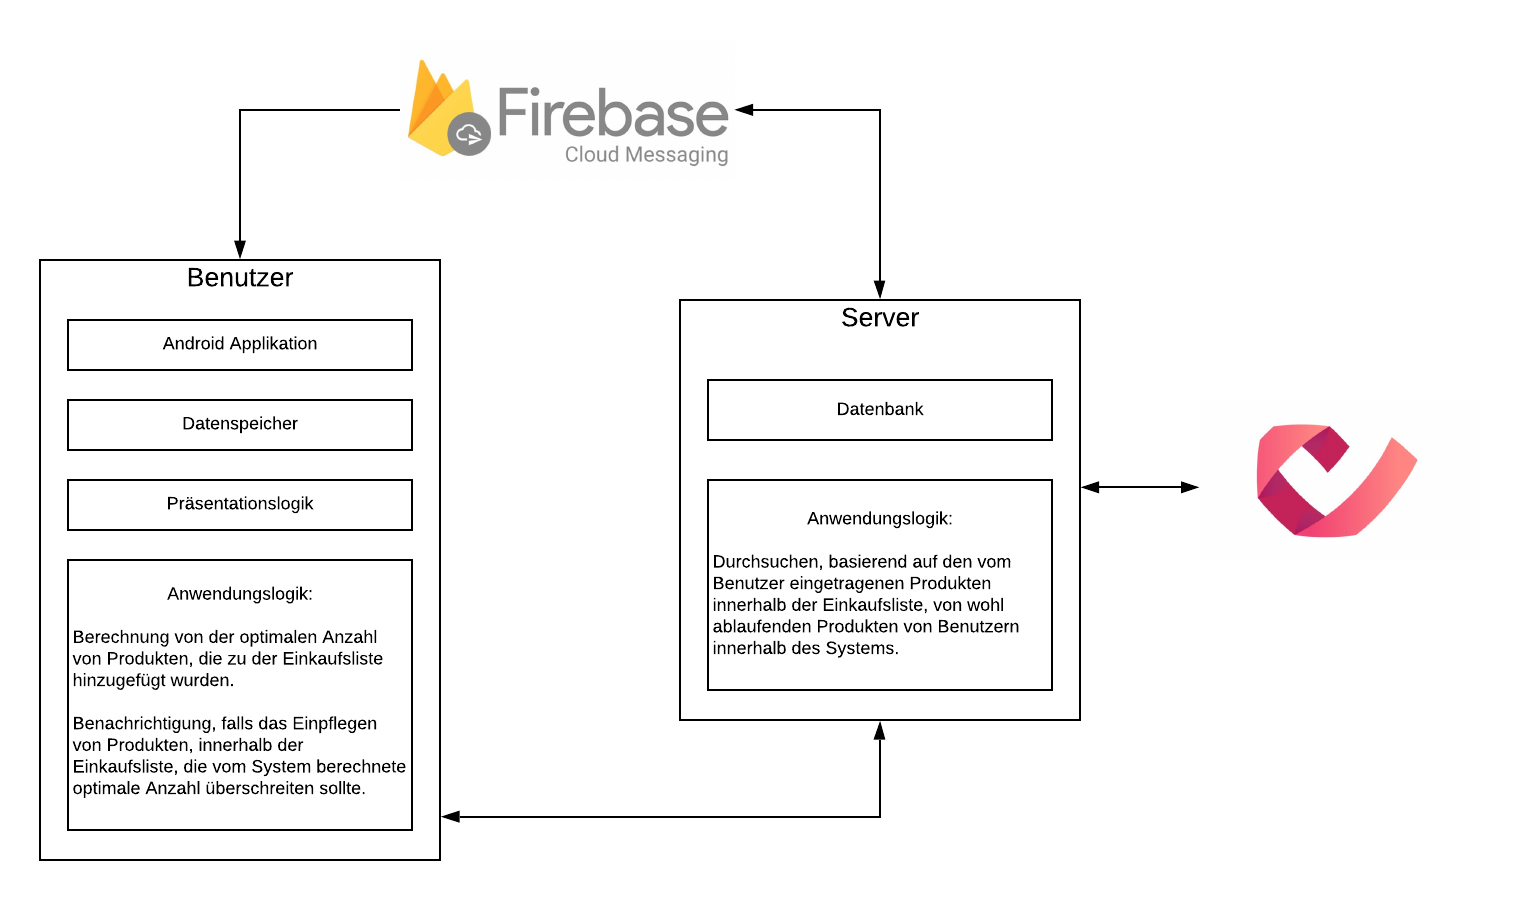 Firebase
Cloud Messaging
Benutzer
Android Applikation
Datenspeicher
Präsentationslogik
Anwendungslogik:
Berechnung von der optimalen Anzahl
von Produkten, die zu der Einkaufsliste
hinzugefügt wurden.
Benachrichtigung, falls das Einpflegen
von Produkten, innerhalb der
Einkaufsliste, die vom System berechnete
optimale Anzahl überschreiten sollte.
Server
Datenbank
Anwendungslogik:
Durchsuchen, basierend auf den vom
Benutzer eingetragenen Produkten
innerhalb der Einkaufsliste, von wohl
ablaufenden Produkten von Benutzern
innerhalb des Systems.